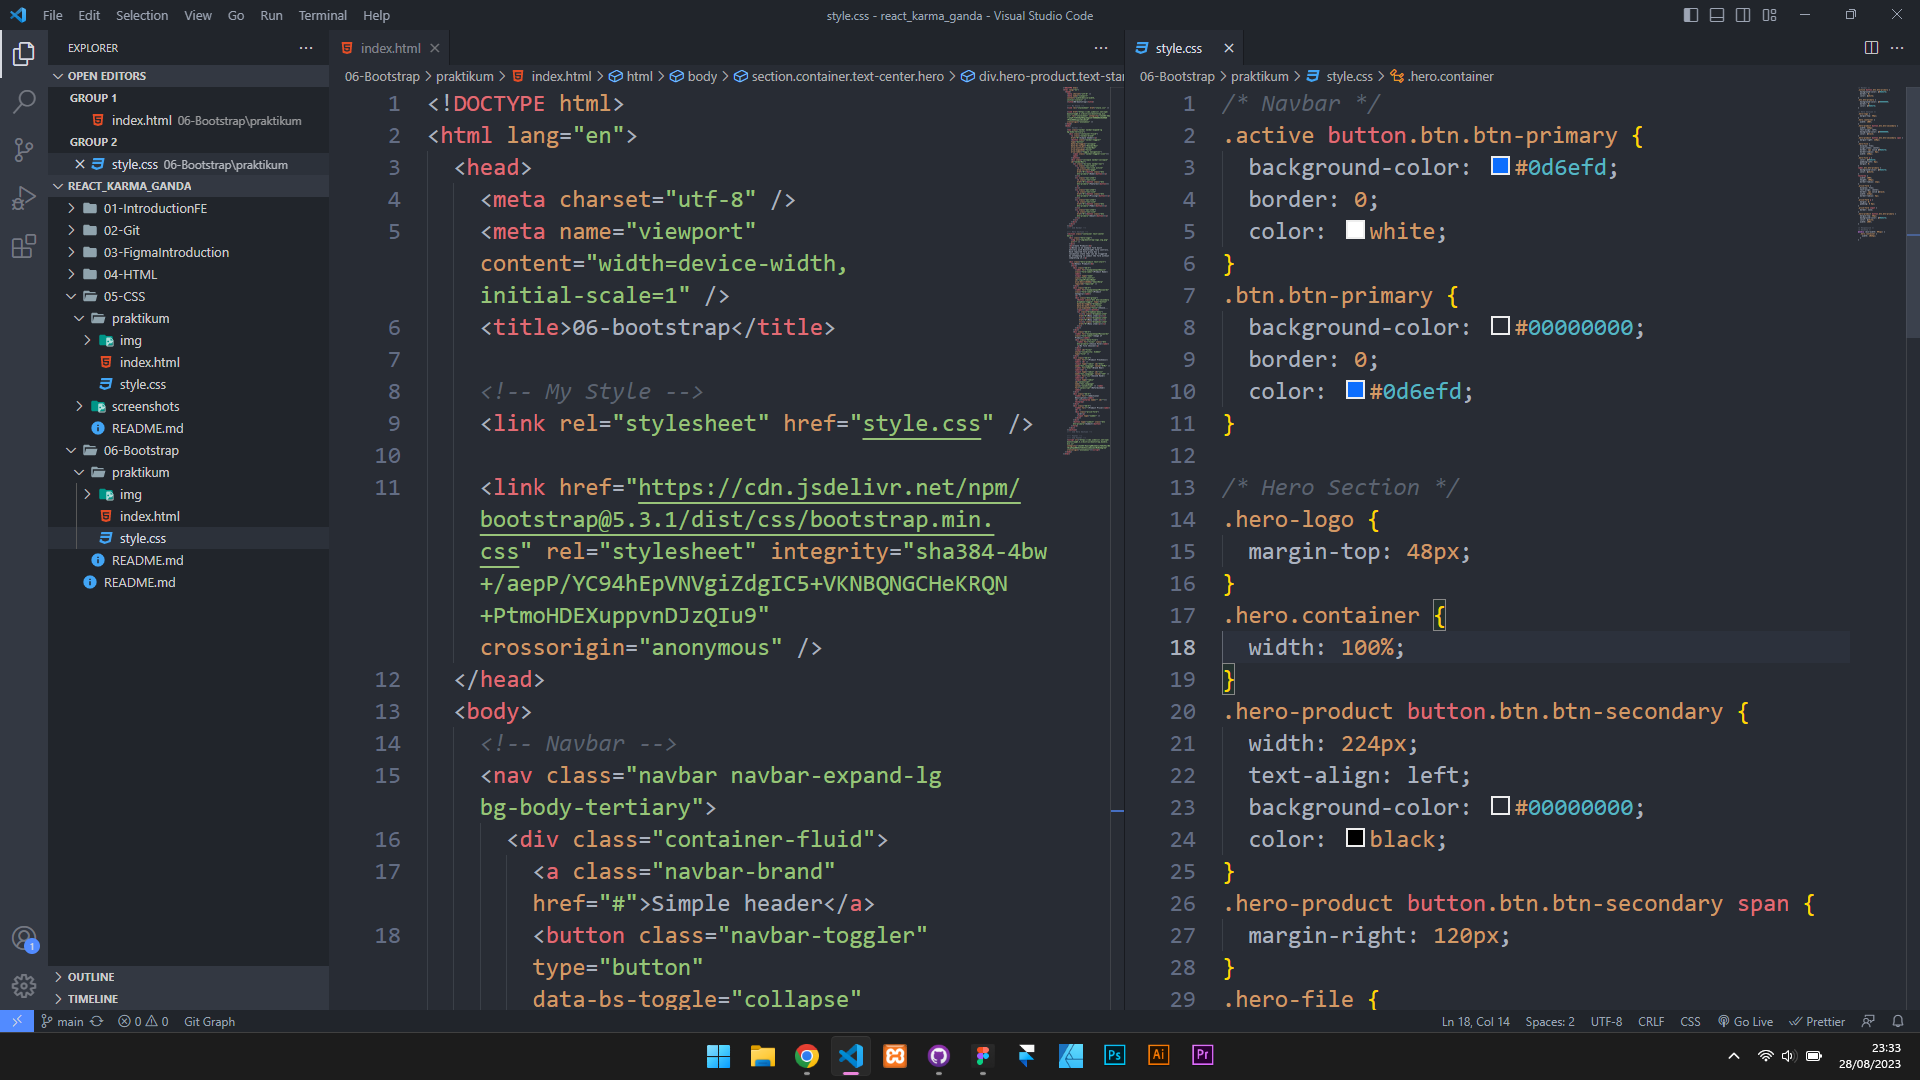 File Edit Selection View Go Run Terminal Help
style.css - react_karma_ganda - Visual Studio Code
EXPLORER
OPEN EDITORS
GROUP 1
index.html 06-Bootstrap\praktikum
GROUP 2
style.css 06-Bootstrap\praktikum
REACT_KARMA_GANDA
01-IntroductionFE
02-Git
03-FigmaIntroduction
04-HTML
05-CSS
praktikum
img
index.html
style.css
screenshots
README.md
06-Bootstrap
praktikum
img
index.html
style.css
README.md
README.md
OUTLINE
TIMELINE
1
index.html
06-Bootstrap > praktikum > index.html > html > body > section.container.text-center.hero > div.hero-product.text-star
1 <!DOCTYPE html>
2 <html lang="en">
3 <head>
4 <meta charset="utf-8" />
5 <meta name="viewport"
content="width=device-width,
initial-scale=1" />
6 <title>06-bootstrap</title>
7
8 <!-- My Style -->
9 <link rel="stylesheet" href="style.css" />
10
11 <link href="https://cdn.jsdelivr.net/npm/
bootstrap@5.3.1/dist/css/bootstrap.min.
css" rel="stylesheet" integrity="sha384-4bw
+/aepP/YC94hEpVNVgiZdgIC5+VKNBQNGCHeKRQN
+PtmoHDEXuppvnDJzQIu9"
crossorigin="anonymous" />
12 </head>
13 <body>
14 <!-- Navbar -->
15 <nav class="navbar navbar-expand-lg
bg-body-tertiary">
16 <div class="container-fluid">
17 <a class="navbar-brand"
href="#">Simple header</a>
18 <button class="navbar-toggler"
type="button"
data-bs-toggle="collapse"
style.css
06-Bootstrap > praktikum > style.css > .hero.container
1 /* Navbar */
2 .active button.btn.btn-primary {
3 background-color: #0d6efd;
4 border: 0;
5 color: white;
6 }
7 .btn.btn-primary {
8 background-color: #00000000;
9 border: 0;
10 color: #0d6efd;
11 }
12
13 /* Hero Section */
14 .hero-logo {
15 margin-top: 48px;
16 }
17 .hero.container {
18 width: 100%;
19 }
20 .hero-product button.btn.btn-secondary {
21 width: 224px;
22 text-align: left;
23 background-color: #00000000;
24 color: black;
25 }
26 .hero-product button.btn.btn-secondary span {
27 margin-right: 120px;
28 }
29 .hero-file {
main 0 0 Git Graph
Ln 18, Col 14 Spaces: 2 UTF-8 CRLF CSS Go Live Prettier
Ps Ai Pr
23:33
28/08/2023